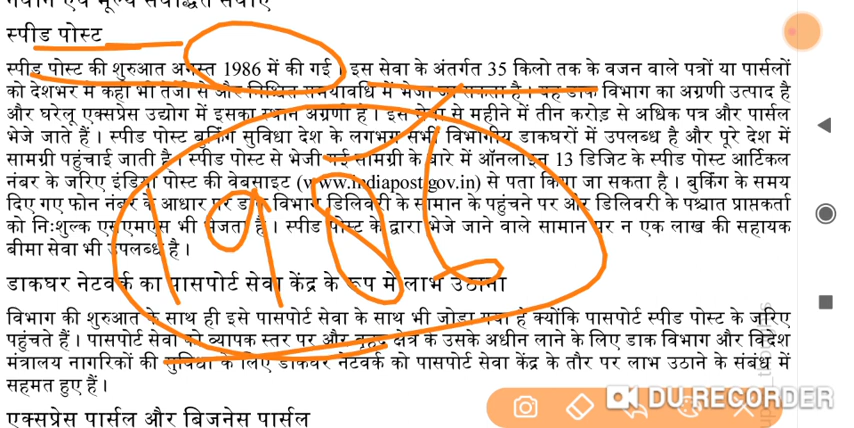 स्पीड पोस्ट
स्पीड पोस्ट की शुरुआत अगस्त 1986 में की गई। इस सेवा के अंतर्गत 35 किलो तक के वजन वाले पत्रों या पार्सलों
को देशभर में कहीं भी तेजी से और निश्चित समयावधि में भेजा जा सकता है। यह डाक विभाग का अग्रणी उत्पाद है
और घरेलू एक्सप्रेस उद्योग में इसका स्थान अग्रणी है। इस सेवा से महीने में तीन करोड़ से अधिक पत्र और पार्सल
भेजे जाते हैं। स्पीड पोस्ट बुकिंग सुविधा देश के लगभग सभी विभागीय डाकघरों में उपलब्ध है और पूरे देश में
सामग्री पहुंचाई जाती है। स्पीड पोस्ट से भेजी गई सामग्री के बारे में ऑनलाइन 13 डिजिट के स्पीड पोस्ट आर्टिकल
नंबर के जरिए इंडिया पोस्ट की वेबसाइट (www.indiapost.gov.in) से पता किया जा सकता है। बुकिंग के समय
दिए गए फोन नंबर के आधार पर डाक विभाग डिलिवरी के सामान के पहुंचने पर और डिलिवरी के पश्चात प्राप्तकर्ता
को निःशुल्क एसएमएस भी भेजता है। स्पीड पोस्ट के द्वारा भेजे जाने वाले सामान पर न एक लाख की सहायक
बीमा सेवा भी उपलब्ध है।
1986
डाकघर नेटवर्क का पासपोर्ट सेवा केंद्र के रूप में लाभ उठाना
विभाग की शुरुआत के साथ ही इसे पासपोर्ट सेवा के साथ भी जोड़ा गया है क्योंकि पासपोर्ट स्पीड पोस्ट के जरिए
पहुंचते हैं। पासपोर्ट सेवा को व्यापक स्तर पर और वृहद क्षेत्र के उसके अधीन लाने के लिए डाक विभाग और विदेश
मंत्रालय नागरिकों की सुविधा के लिए डाकघर नेटवर्क को पासपोर्ट सेवा केंद्र के तौर पर लाभ उठाने के संबंध में
सहमत हुए हैं।
एक्सप्रेस पार्सल और बिजनेस पार्सल
DU RECORDER